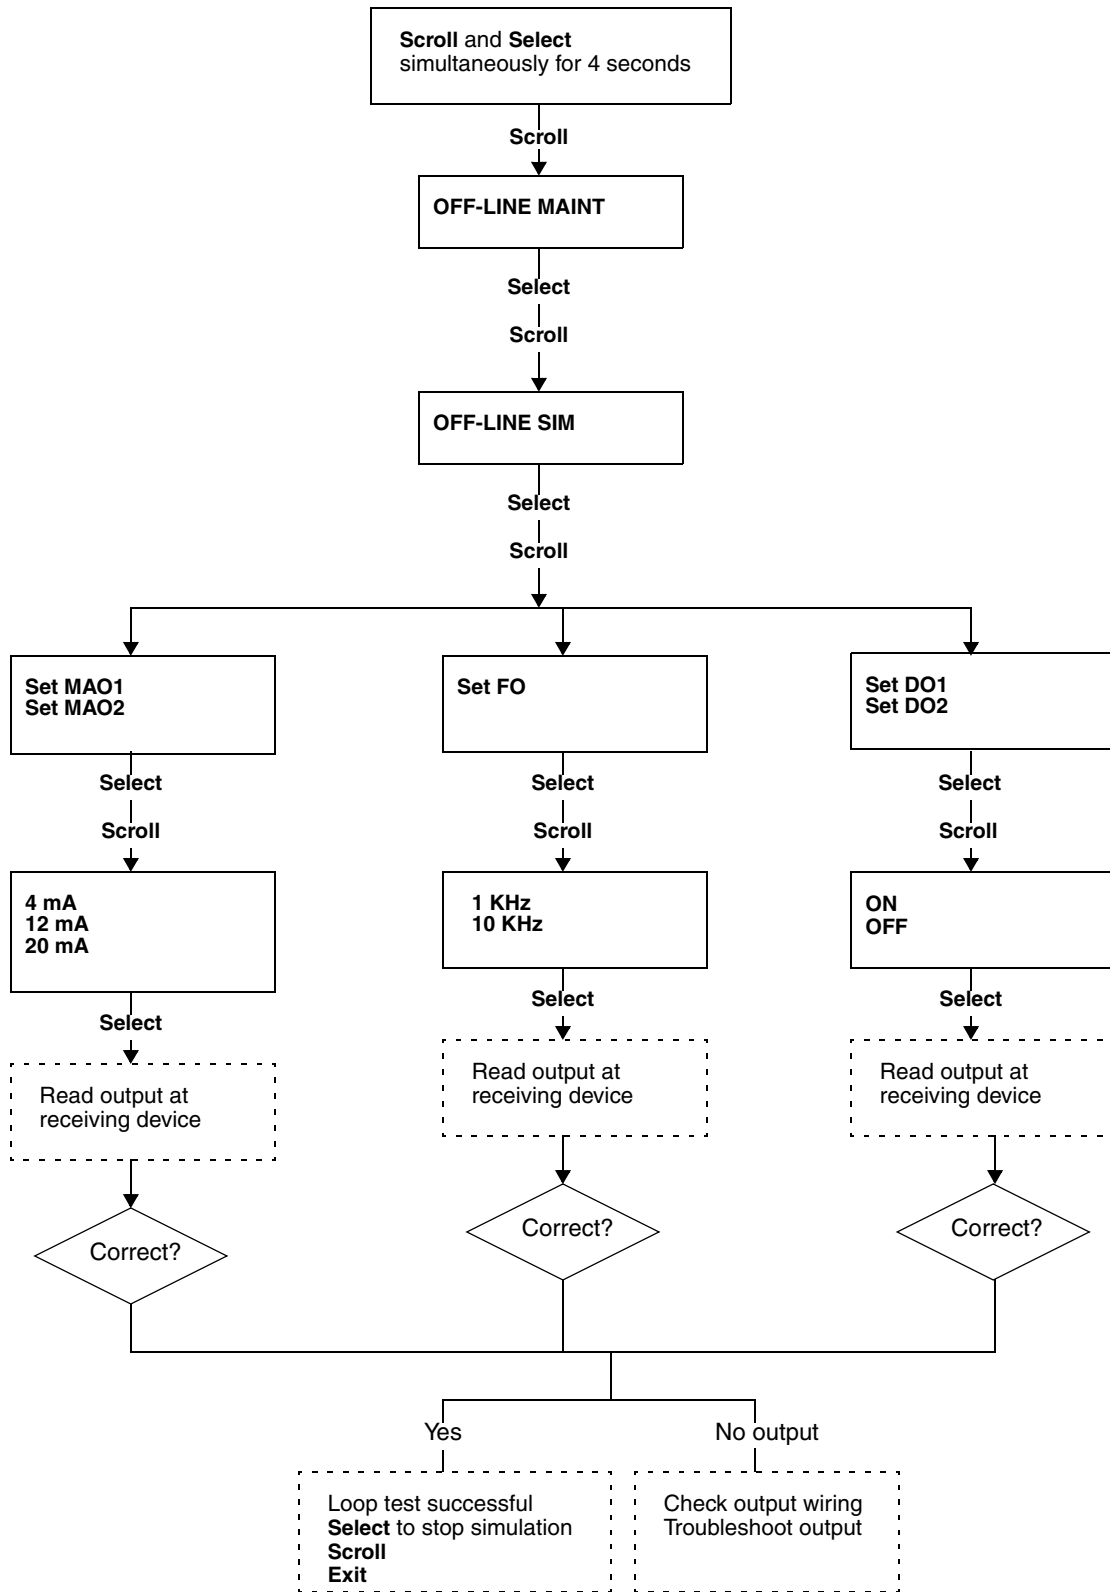 Scroll and Select
simultaneously for 4 seconds
Scroll
OFF-LINE MAINT
Select
Scroll
OFF-LINE SIM
Select
Scroll
Set MAO1
Set MAO2
Set FO
Set DO1
Set DO2
Select
Select
Select
Scroll
Scroll
Scroll
4 mA
12 mA
20 mA
1 KHz
10 KHz
ON
OFF
Select
Select
Select
Read output at
receiving device
Read output at
receiving device
Read output at
receiving device
Correct?
Correct?
Correct?
Yes
No output
Loop test successful
Select to stop simulation
Scroll
Exit
Check output wiring
Troubleshoot output